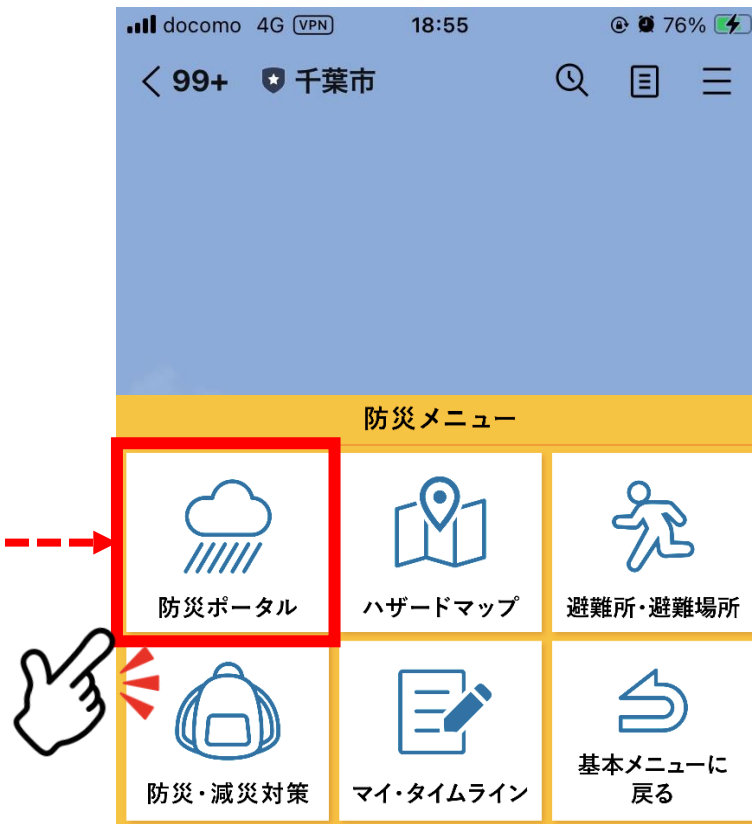 docomo 4G VPN 18:55 76%
99+ 千葉市
防災メニュー
防災ポータル ハザードマップ 避難所・避難場所
防災・減災対策 マイ・タイムライン 基本メニューに
戻る